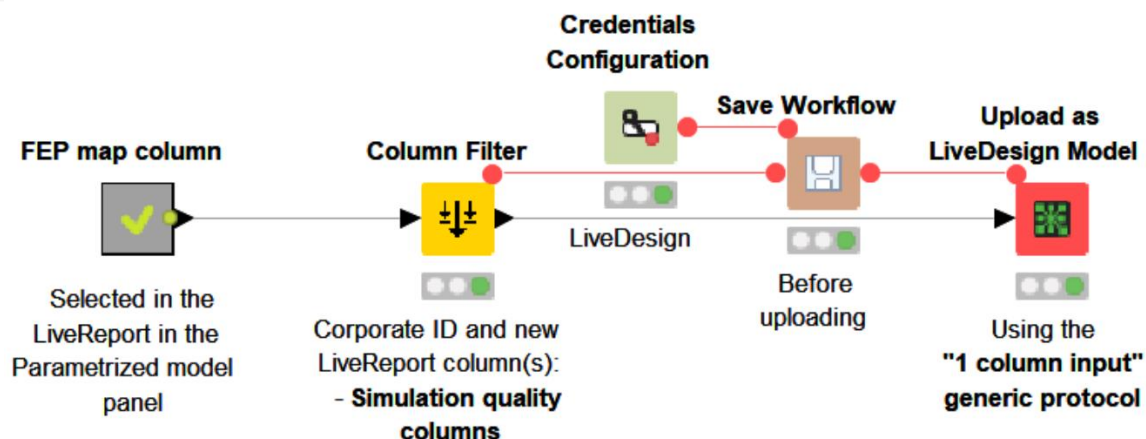 Credentials
Configuration
Save Workflow
Upload as
LiveDesign Model
FEP map column
Column Filter
LiveDesign
Selected in the
LiveReport in the
Parametrized model
panel
Corporate ID and new
LiveReport column(s):
- Simulation quality
columns
Before
uploading
Using the
"1 column input"
generic protocol